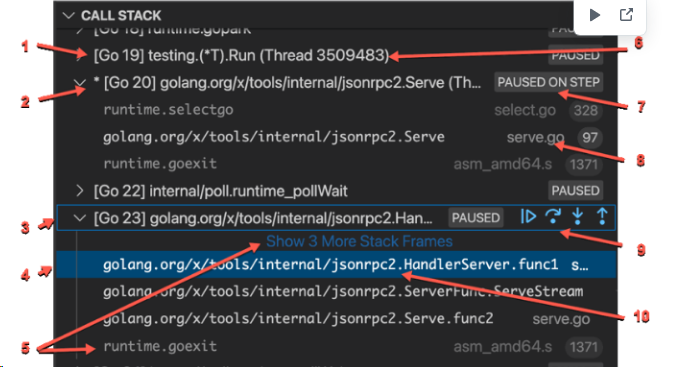 CALL STACK
[Go 18] runtime.gopark PAUSED
1 [Go 19] testing.(*T).Run (Thread 3509483) PAUSED 6
2 * [Go 20] golang.org/x/tools/internal/jsonrpc2.Serve (Th... PAUSED ON STEP 7
runtime.selectgo select.go 328
golang.org/x/tools/internal/jsonrpc2.Serve serve.go 97 8
runtime.goexit asm_amd64.s 1371
[Go 22] internal/poll.runtime_pollWait PAUSED
3 [Go 23] golang.org/x/tools/internal/jsonrpc2.Han... PAUSED 9
Show 3 More Stack Frames
4 golang.org/x/tools/internal/jsonrpc2.HandlerServer.func1 s...
golang.org/x/tools/internal/jsonrpc2.ServerFunc.ServeStream
golang.org/x/tools/internal/jsonrpc2.Serve.func2 serve.go 10
5 runtime.goexit asm_amd64.s 1371